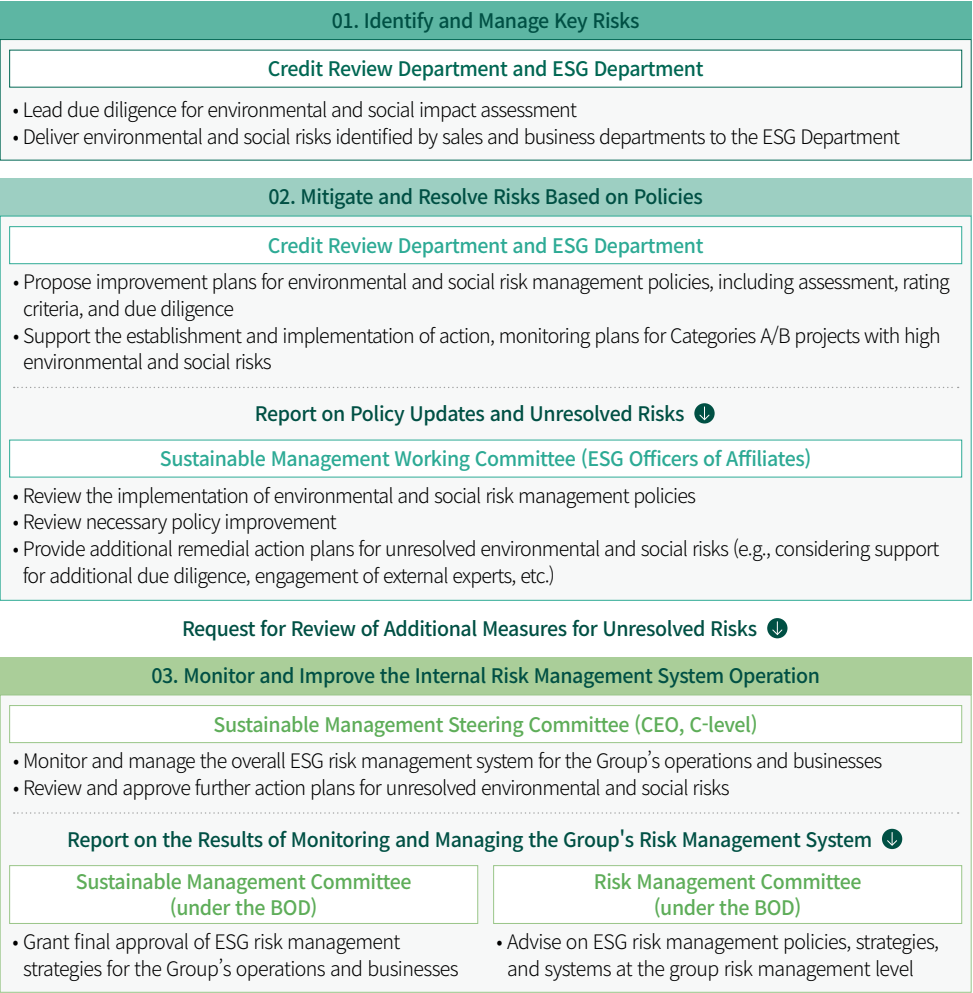 01. Identify and Manage Key Risks
Credit Review Department and ESG Department
• Lead due diligence for environmental and social impact assessment
• Deliver environmental and social risks identified by sales and business departments to the ESG Department
02. Mitigate and Resolve Risks Based on Policies
Credit Review Department and ESG Department
• Propose improvement plans for environmental and social risk management policies, including assessment, rating
criteria, and due diligence
• Support the establishment and implementation of action, monitoring plans for Categories A/B projects with high
environmental and social risks
Report on Policy Updates and Unresolved Risks
Sustainable Management Working Committee (ESG Officers of Affiliates)
• Review the implementation of environmental and social risk management policies
• Review necessary policy improvement
• Provide additional remedial action plans for unresolved environmental and social risks (e.g., considering support
for additional due diligence, engagement of external experts, etc.)
Request for Review of Additional Measures for Unresolved Risks
03. Monitor and Improve the Internal Risk Management System Operation
Sustainable Management Steering Committee (CEO, C-level)
• Monitor and manage the overall ESG risk management system for the Group's operations and businesses
• Review and approve further action plans for unresolved environmental and social risks
Report on the Results of Monitoring and Managing the Group's Risk Management System
Sustainable Management Committee
(under the BOD)
• Grant final approval of ESG risk management
strategies for the Group's operations and businesses
Risk Management Committee
(under the BOD)
• Advise on ESG risk management policies, strategies,
and systems at the group risk management level